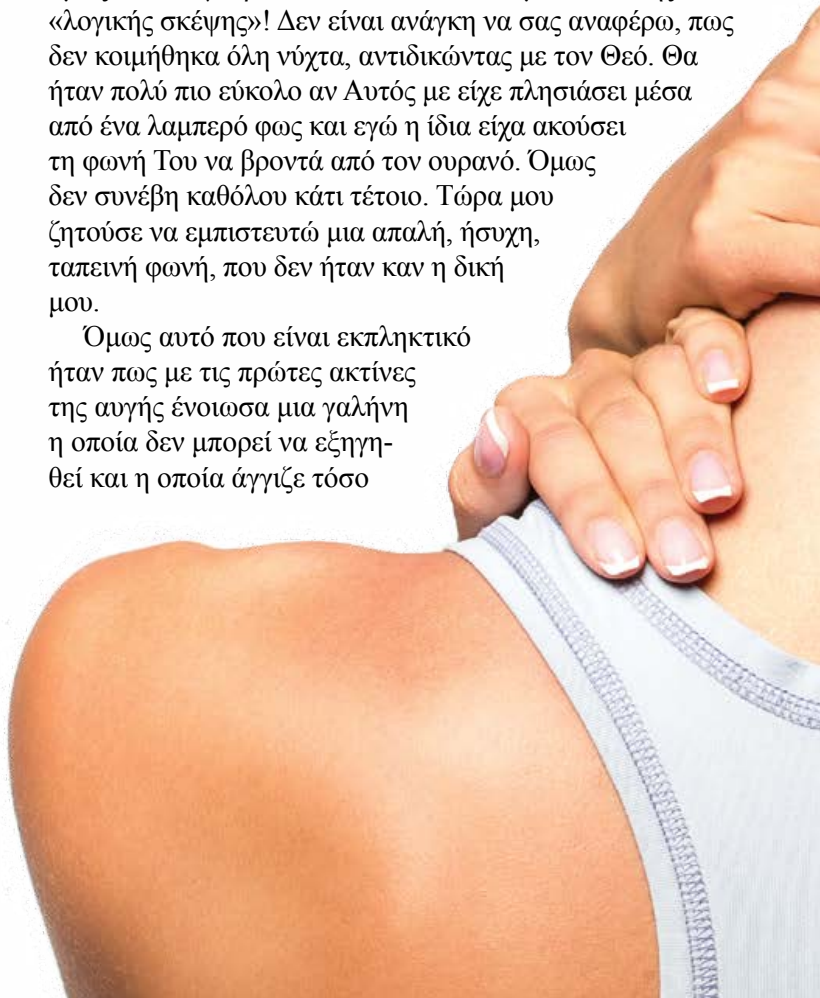 «λογικής σκέψης»! Δεν είναι ανάγκη να σας αναφέρω, πως
δεν κοιμήθηκα όλη νύχτα, αντιδικώντας με τον Θεό. Θα
ήταν πολύ πιο εύκολο αν Αυτός με είχε πλησιάσει μέσα
από ένα λαμπερό φως και εγώ η ίδια είχα ακούσει
τη φωνή Του να βροντά από τον ουρανό. Όμως
δεν συνέβη καθόλου κάτι τέτοιο. Τώρα μου
ζητούσε να εμπιστευτώ μια απαλή, ήσυχη,
ταπεινή φωνή, που δεν ήταν καν η δική
μου.
Όμως αυτό που είναι εκπληκτικό
ήταν πως με τις πρώτες ακτίνες
της αυγής ένοιωσα μια γαλήνη
η οποία δεν μπορεί να εξηγη-
θεί και η οποία άγγιζε τόσο